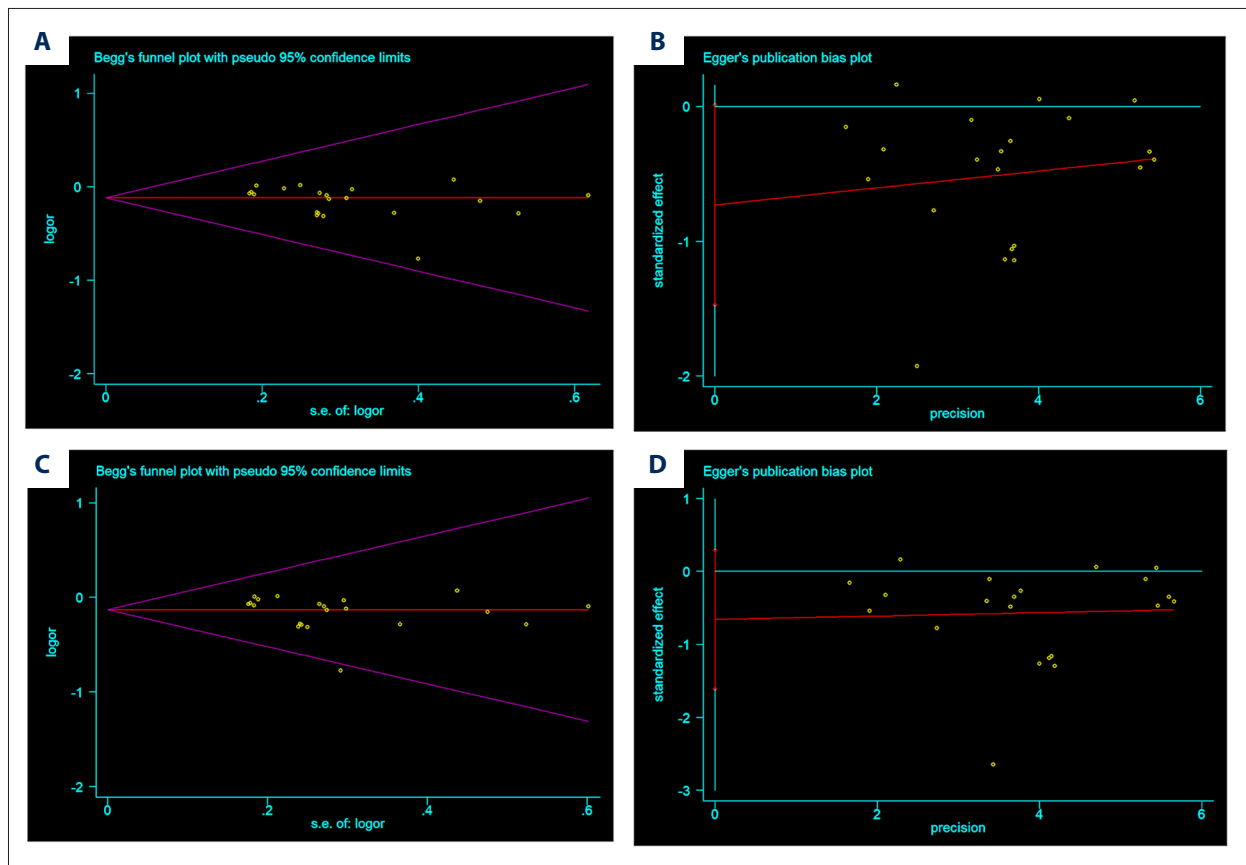 A
Begg's funnel plot with pseudo 95% confidence limits
1
0
-1
-2
logor
0
.2
.4
.6
s.e. of: logor
B
Egger's publication bias plot
0
-1
-2
standardized effect
0
2
4
6
precision
C
Begg's funnel plot with pseudo 95% confidence limits
1
0
-1
-2
logor
0
.2
.4
.6
s.e. of: logor
D
Egger's publication bias plot
1
0
-1
-2
-3
standardized effect
0
2
4
6
precision